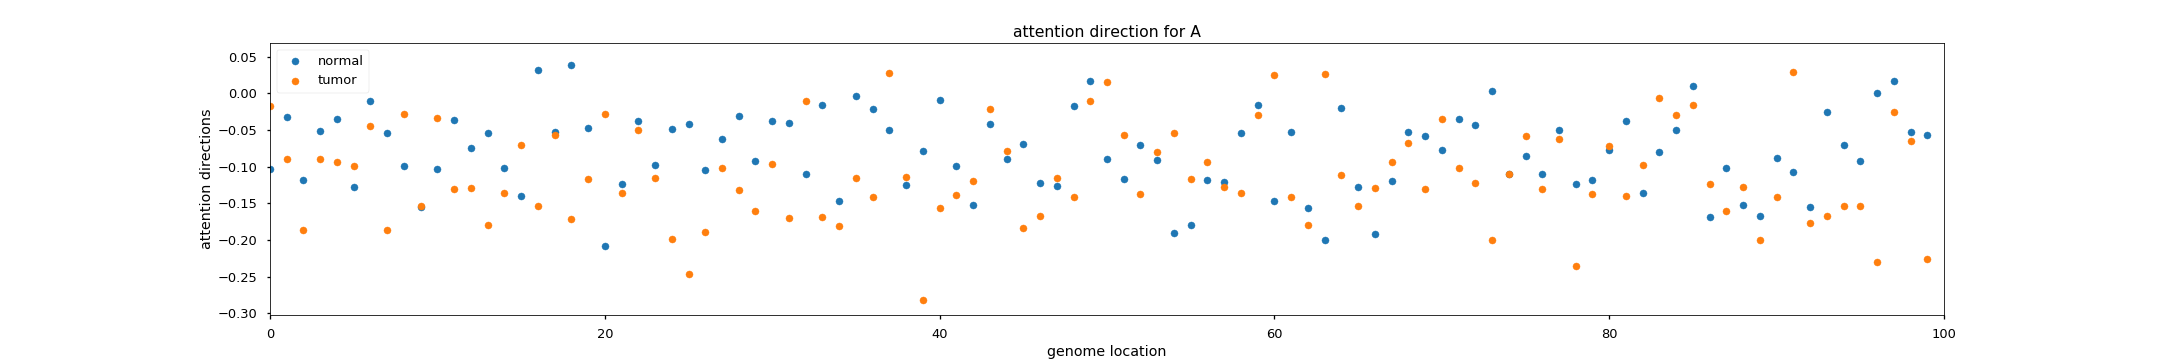 attention direction for A
normal
tumor
attention directions
0.05
0.00
−0.05
−0.10
−0.15
−0.20
−0.25
−0.30
0 20 40 60 80 100
genome location